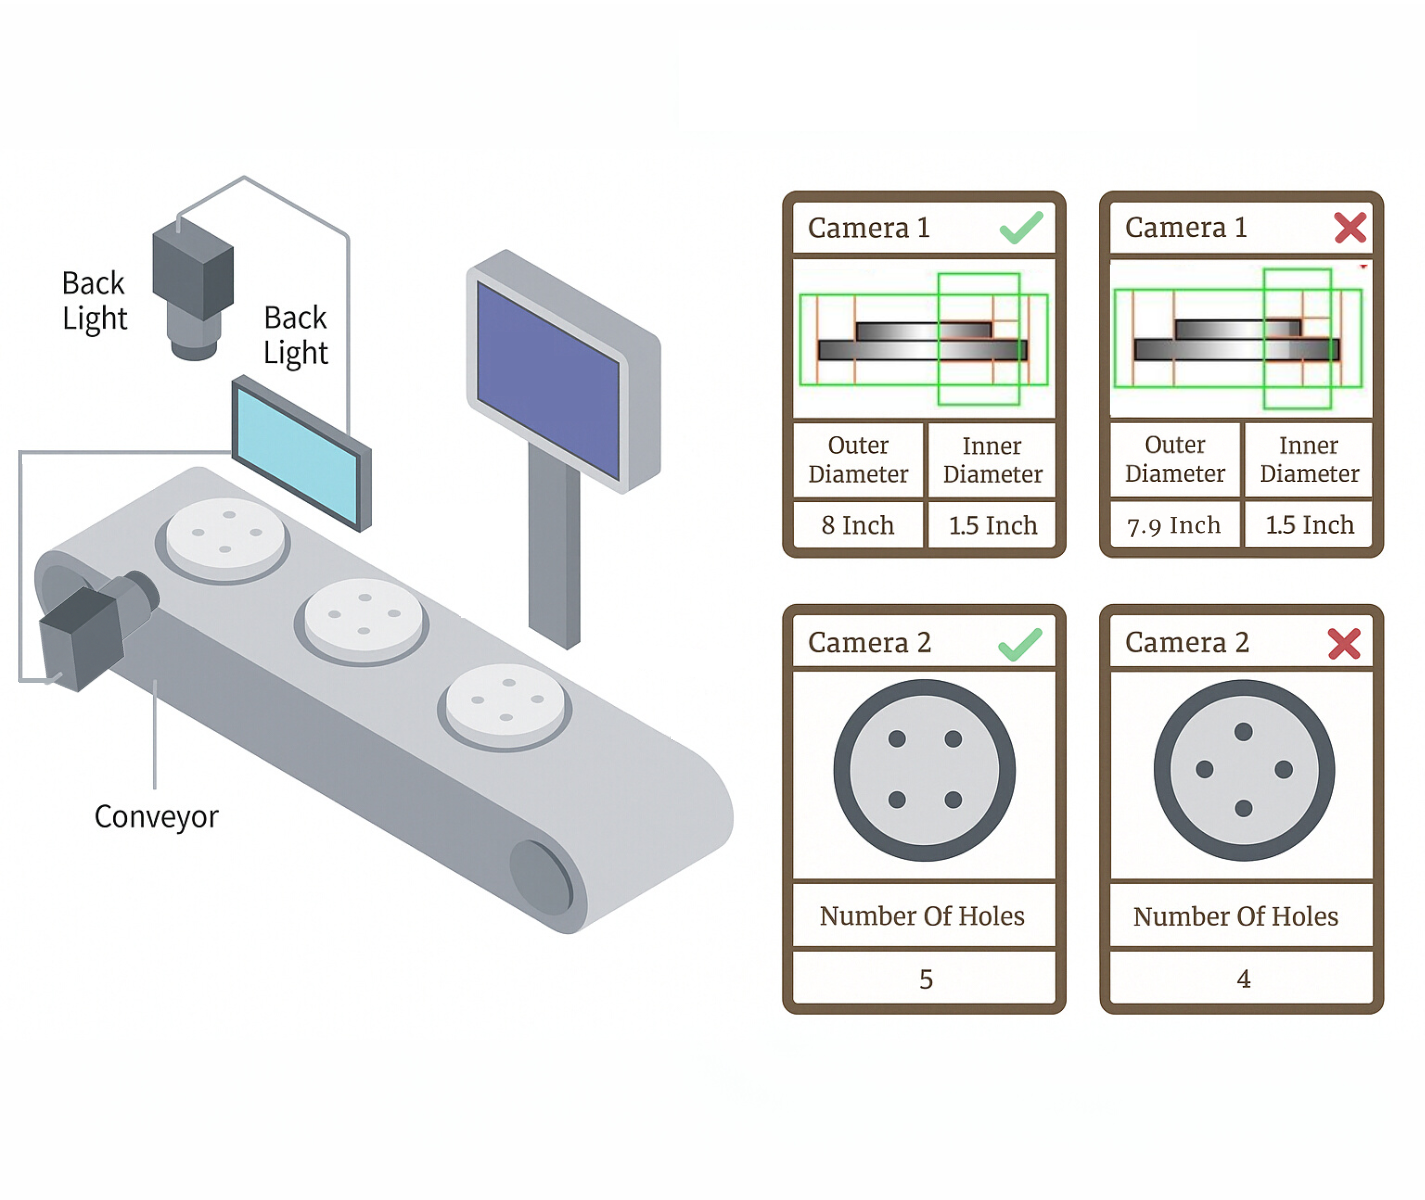 Back
Light
Back
Light
Conveyor
Camera 1
Outer
Diameter
Inner
Diameter
8 Inch
1.5 Inch
Camera 1
Outer
Diameter
Inner
Diameter
7.9 Inch
1.5 Inch
Camera 2
Number Of Holes
5
Camera 2
Number Of Holes
4